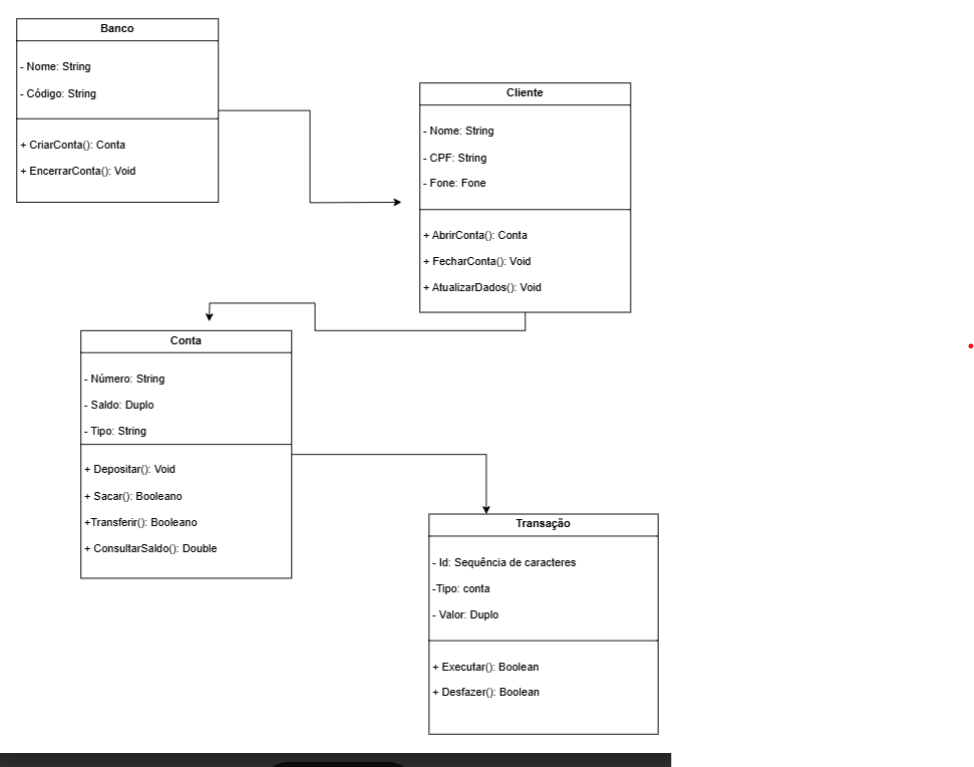 Banco
- Nome: String
- Código: String
+ CriarConta(): Conta
+ EncerrarConta(): Void
Cliente
- Nome: String
- CPF: String
- Fone: Fone
+ AbrirConta(): Conta
+ FecharConta(): Void
+ AtualizarDados(): Void
Conta
- Número: String
- Saldo: Duplo
- Tipo: String
+ Depositar(): Void
+ Sacar(): Booleano
+Transferir(): Booleano
+ ConsultarSaldo(): Double
Transação
- Id: Sequência de caracteres
-Tipo: conta
- Valor: Duplo
+ Executar(): Boolean
+ Desfazer(): Boolean